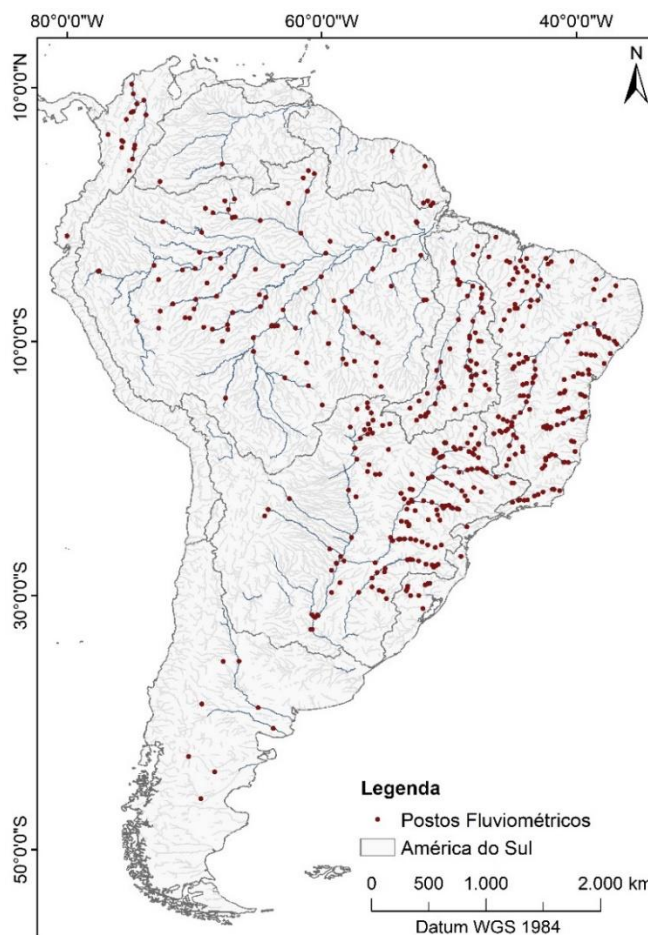 80°0'0"W 60°0'0"W 40°0'0"W
10°0'0"N
N
10°0'0"S
30°0'0"S
50°0'0"S
Legenda
Postos Fluviométricos
América do Sul
0 500 1.000 2.000 km
Datum WGS 1984